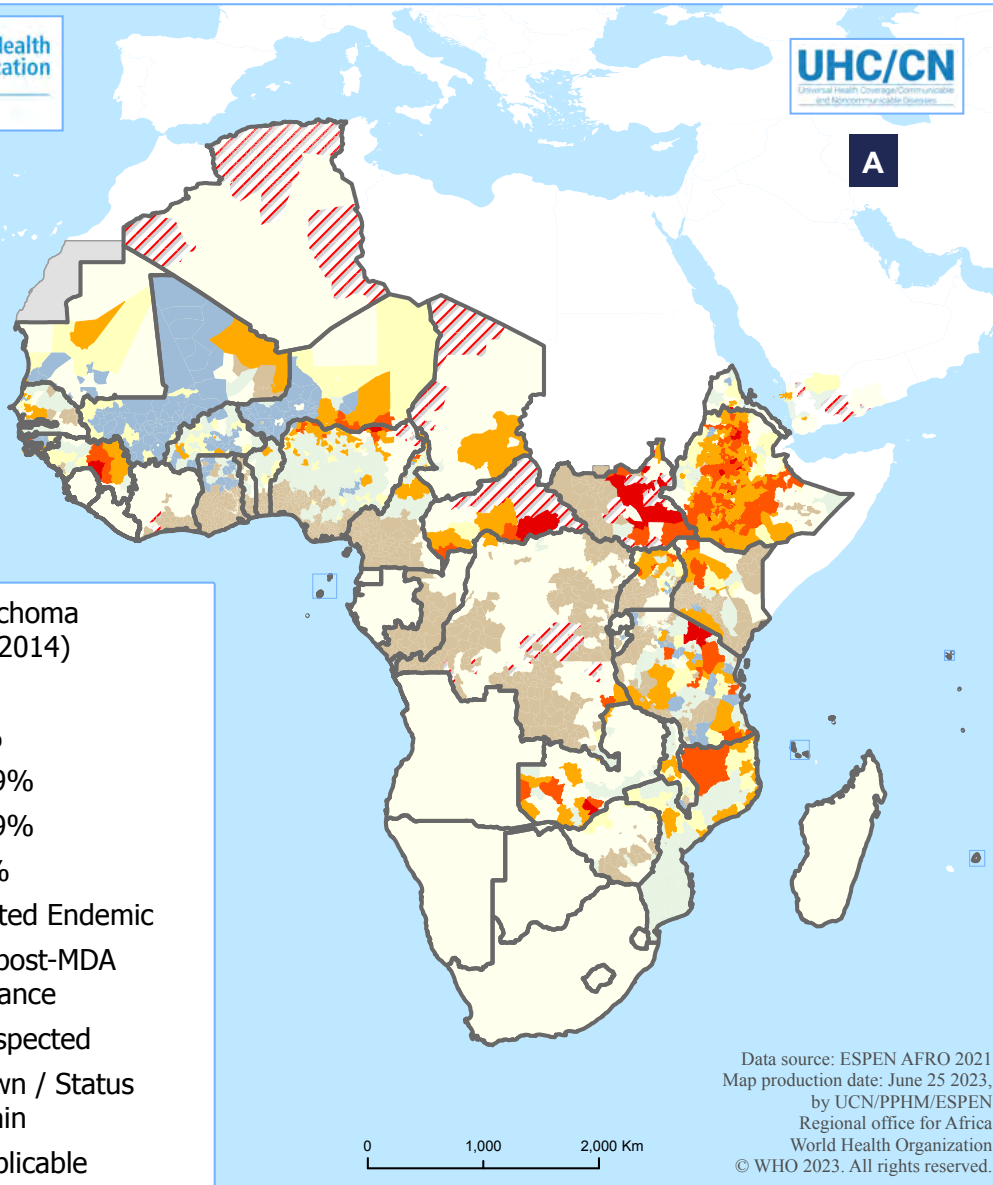 Health
cation
UHC/CN
Universal Health Coverage/Communicable
and Noncommunicable Diseases
A
choma
2014)
%
9%
9%
%
ted Endemic
post-MDA
ance
spected
wn / Status
ain
plicable
0 1,000 2,000 Km
Data source: ESPEN AFRO 2021
Map production date: June 25 2023,
by UCN/PPHM/ESPEN
Regional office for Africa
World Health Organization
© WHO 2023. All rights reserved.